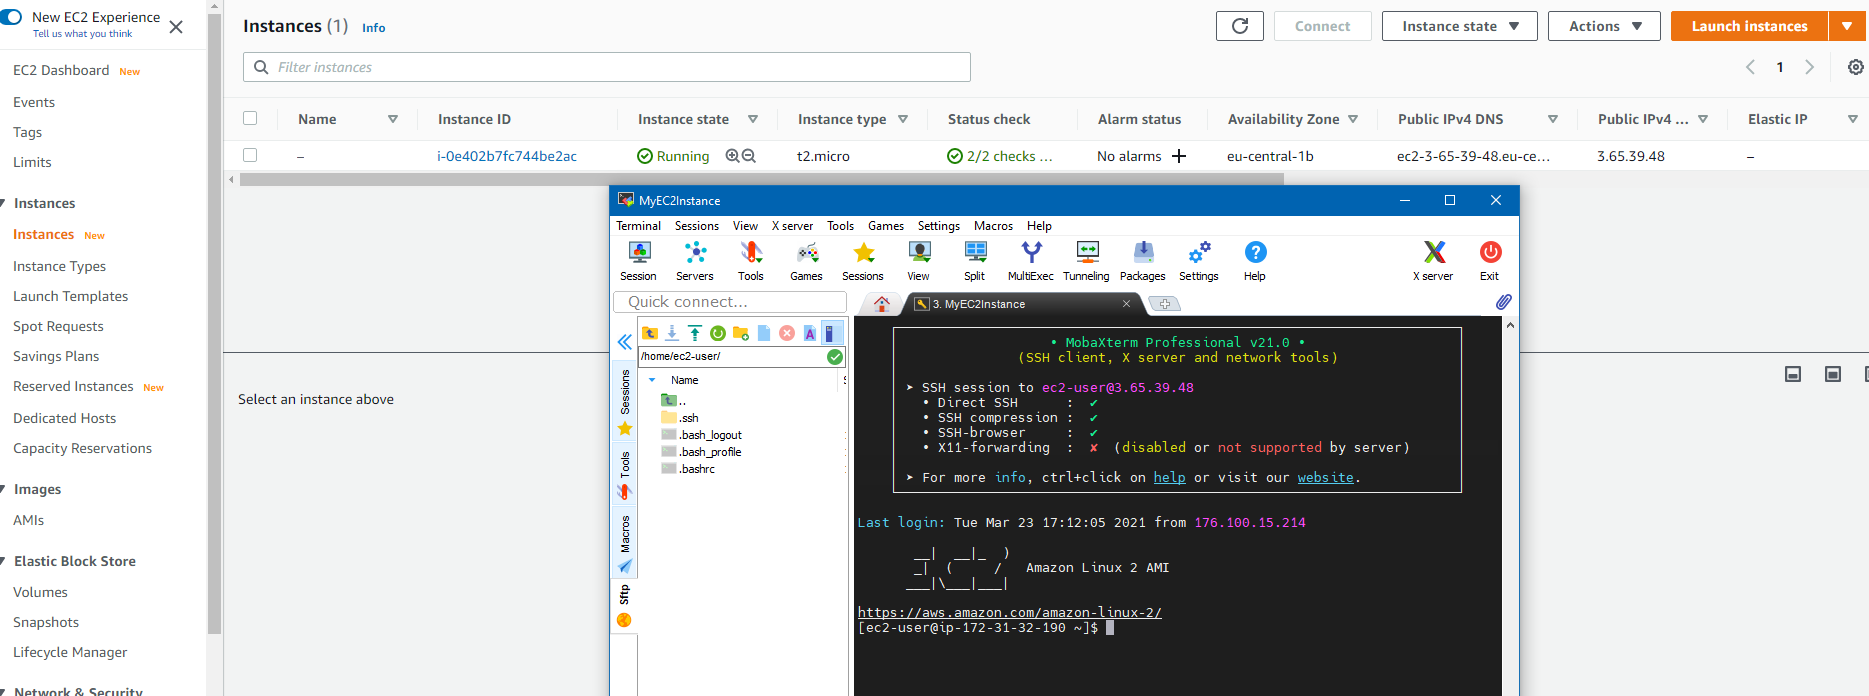 New EC2 Experience
Tell us what you think
EC2 Dashboard New
Events
Tags
Limits
Instances
Instances New
Instance Types
Launch Templates
Spot Requests
Savings Plans
Reserved Instances New
Dedicated Hosts
Capacity Reservations
Images
AMIs
Elastic Block Store
Volumes
Snapshots
Lifecycle Manager
Network & Security
Instances (1) Info
Connect
Instance state
Actions
Launch instances
Filter instances
1
Name Instance ID Instance state Instance type Status check Alarm status Availability Zone Public IPv4 DNS Public IPv4 ... Elastic IP
– i-0e402b7fc744be2ac Running t2.micro 2/2 checks ... No alarms eu-central-1b ec2-3-65-39-48.eu-ce... 3.65.39.48 –
Select an instance above
MyEC2Instance
Terminal Sessions View X server Tools Games Settings Macros Help
Session Servers Tools Games Sessions View Split MultiExec Tunneling Packages Settings Help X server Exit
Quick connect...
3. MyEC2Instance
/home/ec2-user/
Name
..
.ssh
.bash_logout
.bash_profile
.bashrc
Sessions
Tools
Macros
Sftp
• MobaXterm Professional v21.0 •
(SSH client, X server and network tools)
➤ SSH session to ec2-user@3.65.39.48
• Direct SSH : ✔
• SSH compression : ✔
• SSH-browser : ✔
• X11-forwarding : ✘ (disabled or not supported by server)
➤ For more info, ctrl+click on help or visit our website.
Last login: Tue Mar 23 17:12:05 2021 from 176.100.15.214
__| __|_ )
_| ( / Amazon Linux 2 AMI
___|\___|___|
https://aws.amazon.com/amazon-linux-2/
[ec2-user@ip-172-31-32-190 ~]$